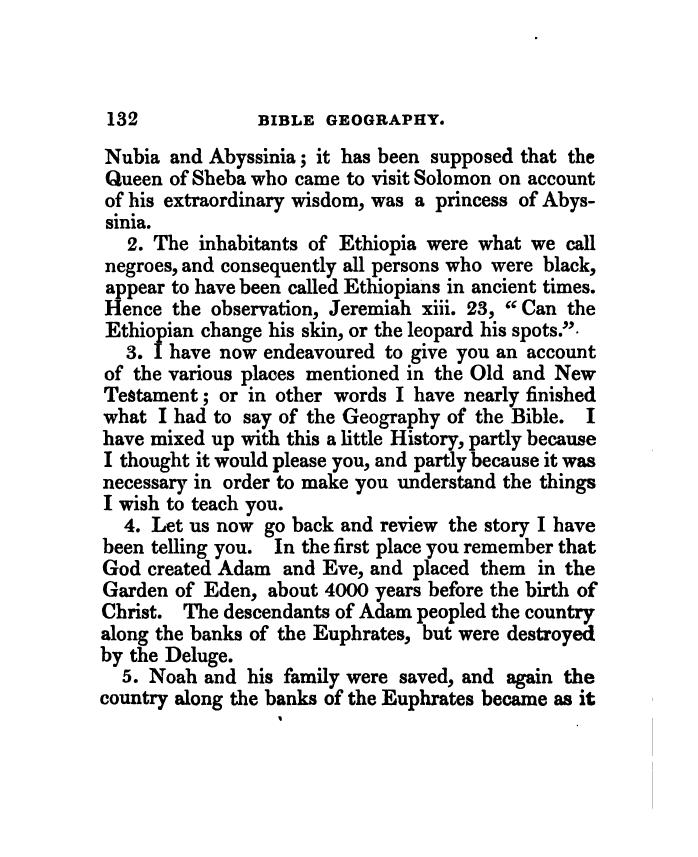 132 BIBLE GEOGRAPHY.
Nubia and Abyssinia; it has been supposed that the
Queen of Sheba who came to visit Solomon on account
of his extraordinary wisdom, was a princess of Abys-
sinia.
2. The inhabitants of Ethiopia were what we call
negroes, and consequently all persons who were black,
appear to have been called Ethiopians in ancient times.
Hence the observation, Jeremiah xiii. 23, “Can the
Ethiopian change his skin, or the leopard his spots.”
3. I have now endeavoured to give you an account
of the various places mentioned in the Old and New
Testament; or in other words I have nearly finished
what I had to say of the Geography of the Bible. I
have mixed up with this a little History, partly because
I thought it would please you, and partly because it was
necessary in order to make you understand the things
I wish to teach you.
4. Let us now go back and review the story I have
been telling you. In the first place you remember that
God created Adam and Eve, and placed them in the
Garden of Eden, about 4000 years before the birth of
Christ. The descendants of Adam peopled the country
along the banks of the Euphrates, but were destroyed
by the Deluge.
5. Noah and his family were saved, and again the
country along the banks of the Euphrates became as it